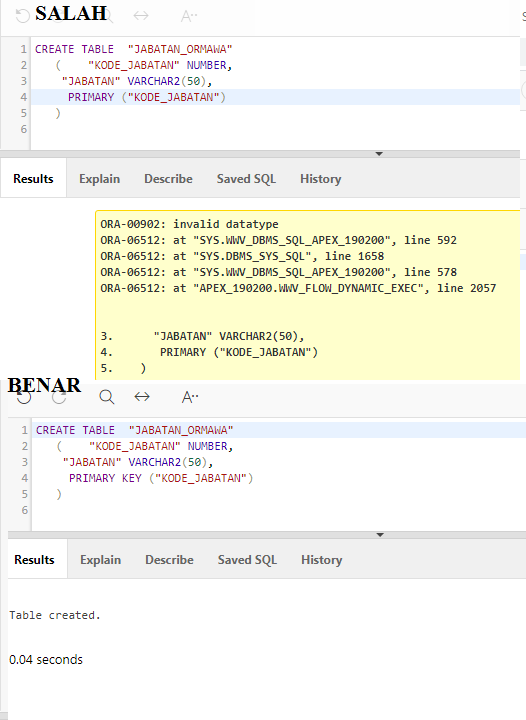 SALAH
A··
1 CREATE TABLE "JABATAN_ORMAWA"
2 ( "KODE_JABATAN" NUMBER,
3 "JABATAN" VARCHAR2(50),
4 PRIMARY ("KODE_JABATAN")
5 )
6
Results Explain Describe Saved SQL History
ORA-00902: invalid datatype
ORA-06512: at "SYS.WWV_DBMS_SQL_APEX_190200", line 592
ORA-06512: at "SYS.DBMS_SYS_SQL", line 1658
ORA-06512: at "SYS.WWV_DBMS_SQL_APEX_190200", line 578
ORA-06512: at "APEX_190200.WWV_FLOW_DYNAMIC_EXEC", line 2057
3. "JABATAN" VARCHAR2(50),
4. PRIMARY ("KODE_JABATAN")
5. )
BENAR
A··
1 CREATE TABLE "JABATAN_ORMAWA"
2 ( "KODE_JABATAN" NUMBER,
3 "JABATAN" VARCHAR2(50),
4 PRIMARY KEY ("KODE_JABATAN")
5 )
6
Results Explain Describe Saved SQL History
Table created.
0.04 seconds